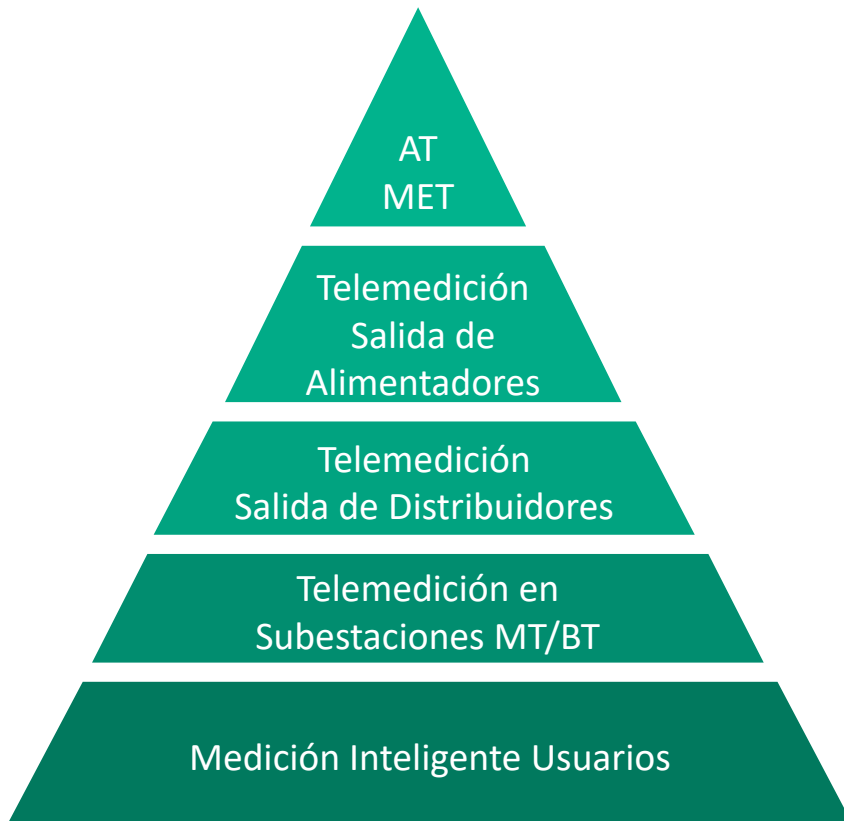 AT
MET
Telemedición
Salida de
Alimentadores
Telemedición
Salida de Distribuidores
Telemedición en
Subestaciones MT/BT
Medición Inteligente Usuarios